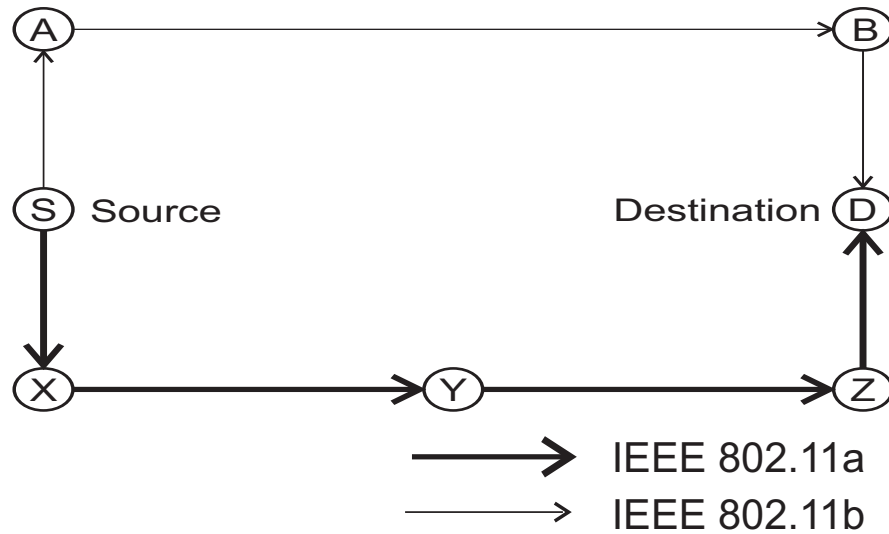 A B
S Source Destination D
X Y Z
IEEE 802.11a
IEEE 802.11b